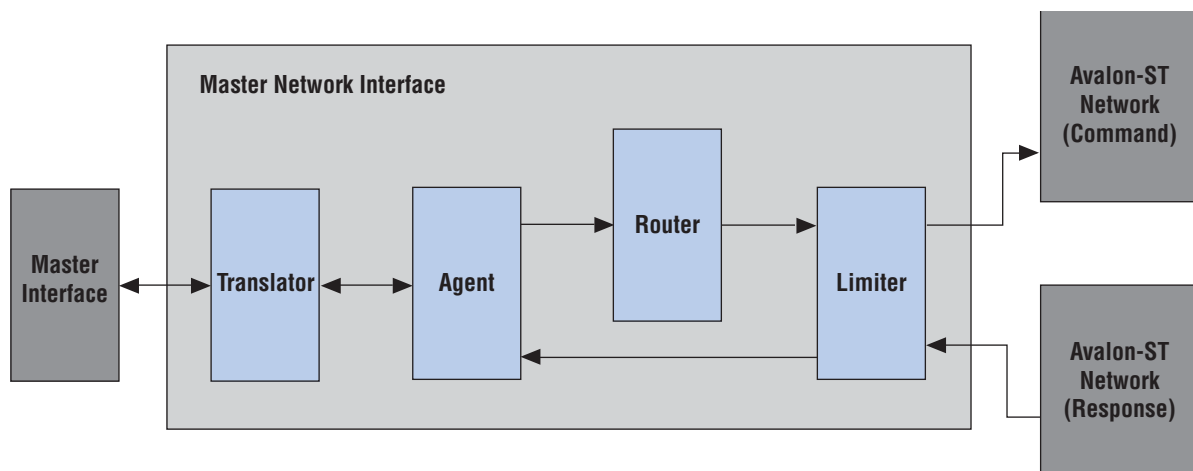 Master Network Interface
Avalon-ST
Network
(Command)
Master
Interface
Translator
Agent
Router
Limiter
Avalon-ST
Network
(Response)